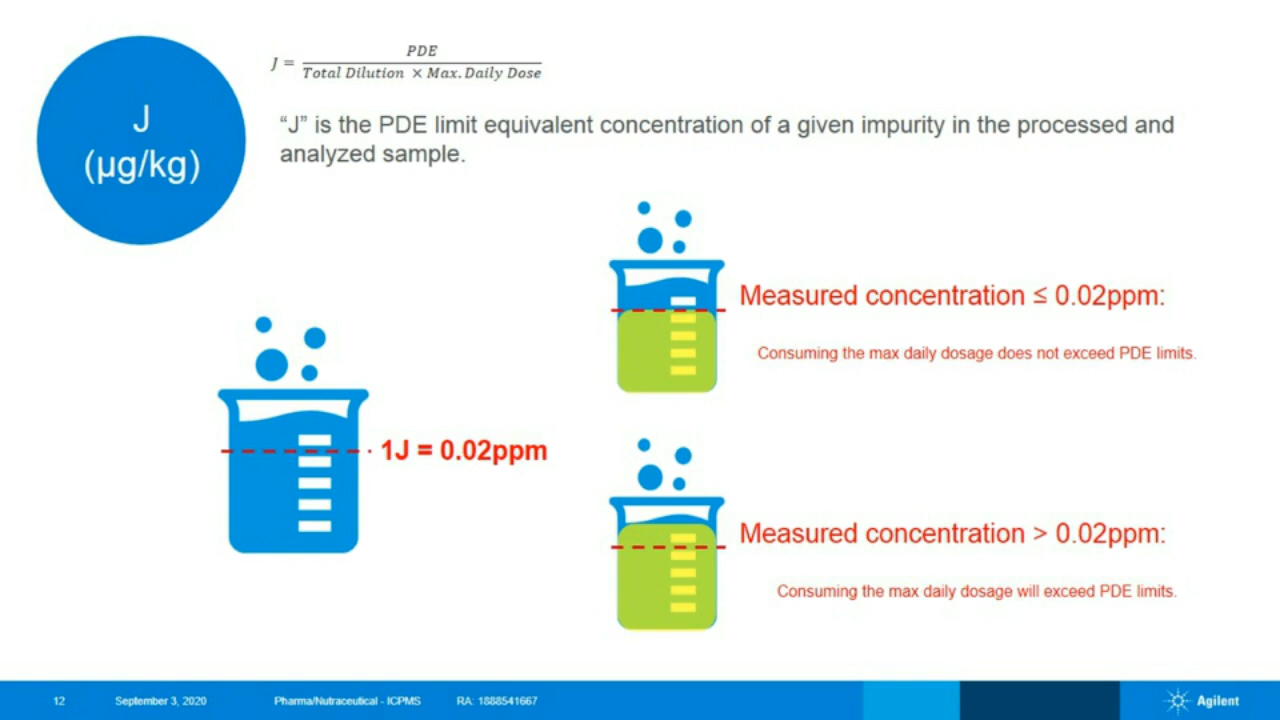 J
(µg/kg)
J = PDE / Total Dilution × Max. Daily Dose
“J” is the PDE limit equivalent concentration of a given impurity in the processed and
analyzed sample.
1J = 0.02ppm
Measured concentration ≤ 0.02ppm:
Consuming the max daily dosage does not exceed PDE limits.
Measured concentration > 0.02ppm:
Consuming the max daily dosage will exceed PDE limits.
12 September 3, 2020 Pharma/Nutraceutical - ICPMS RA: 1888541667 Agilent